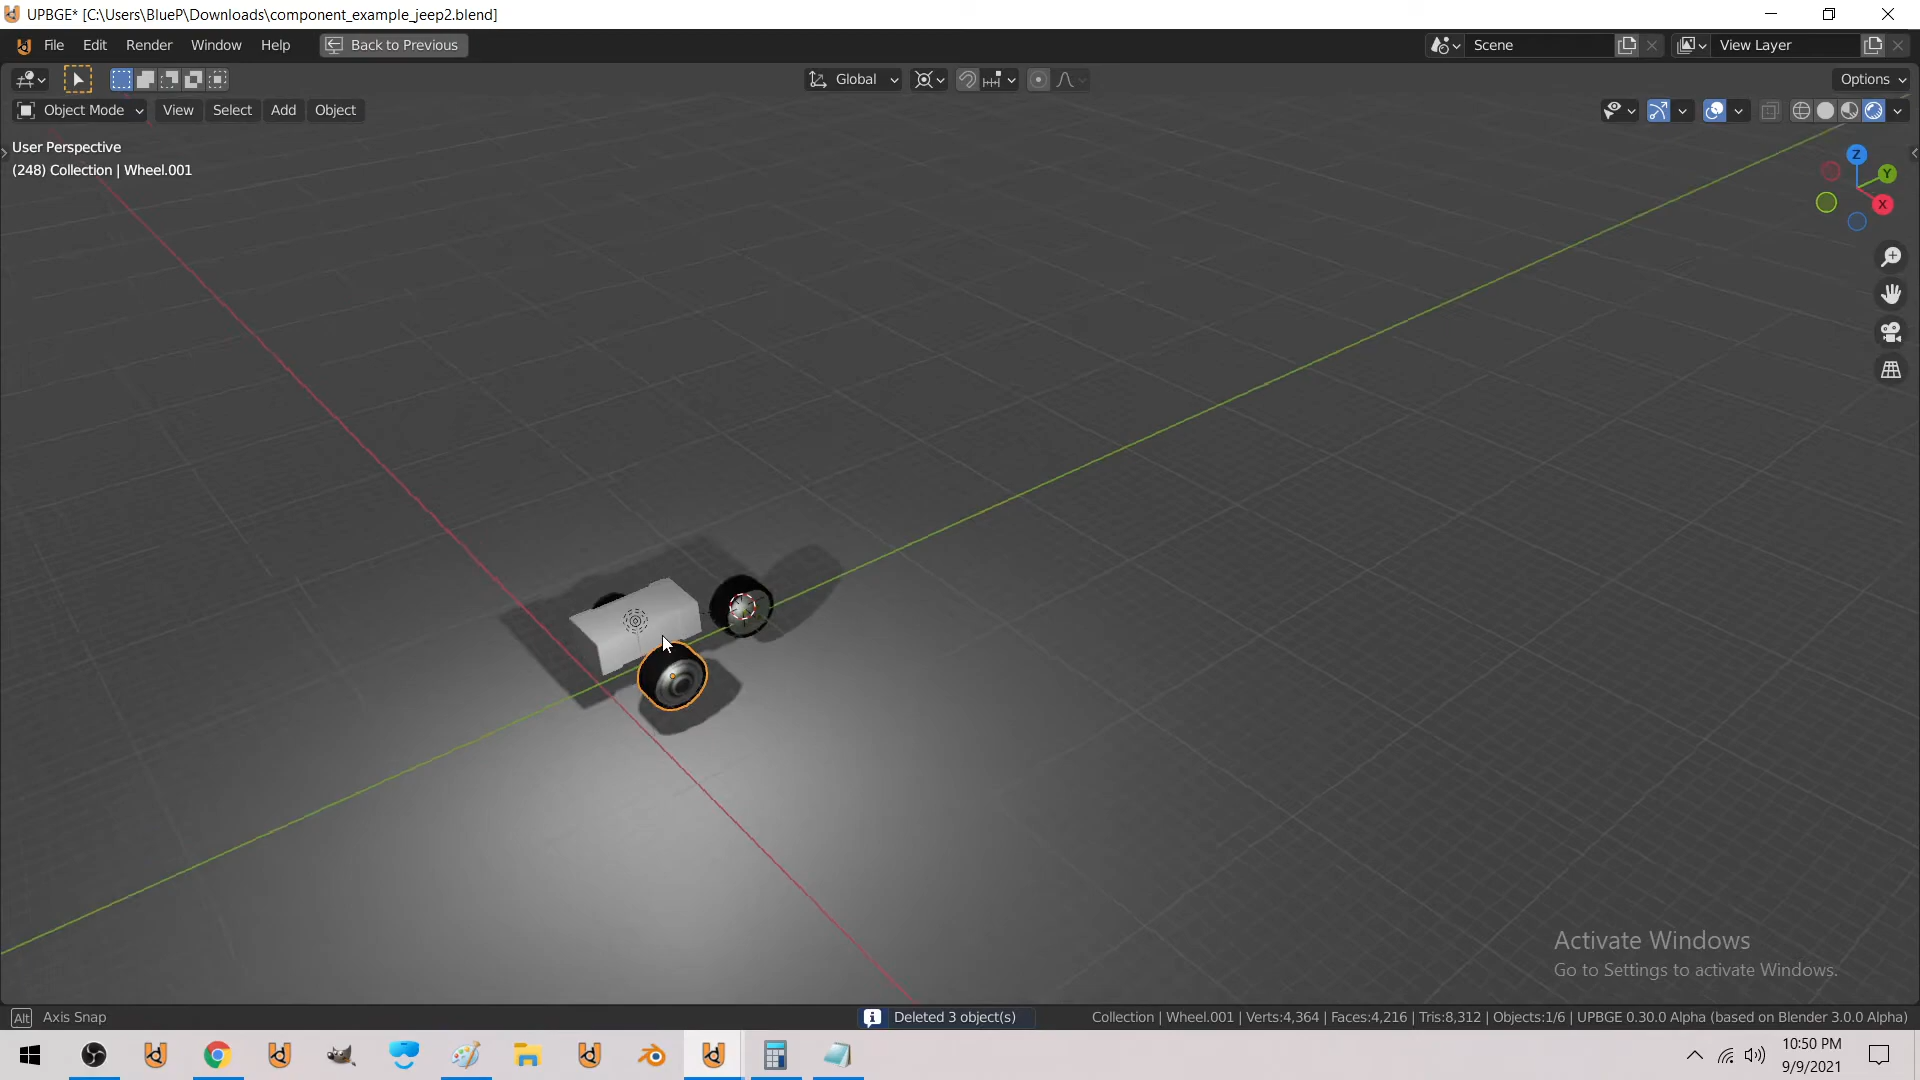 UPBGE* [C:\Users\BlueP\Downloads\component_example_jeep2.blend]
File Edit Render Window Help Back to Previous Scene View Layer
Global Options
Object Mode View Select Add Object
User Perspective
(248) Collection | Wheel.001
Z
Y
X
Activate Windows
Go to Settings to activate Windows.
Alt Axis Snap Deleted 3 object(s) Collection | Wheel.001 | Verts:4,364 | Faces:4,216 | Tris:8,312 | Objects:1/6 | UPBGE 0.30.0 Alpha (based on Blender 3.0.0 Alpha)
10:50 PM
9/9/2021